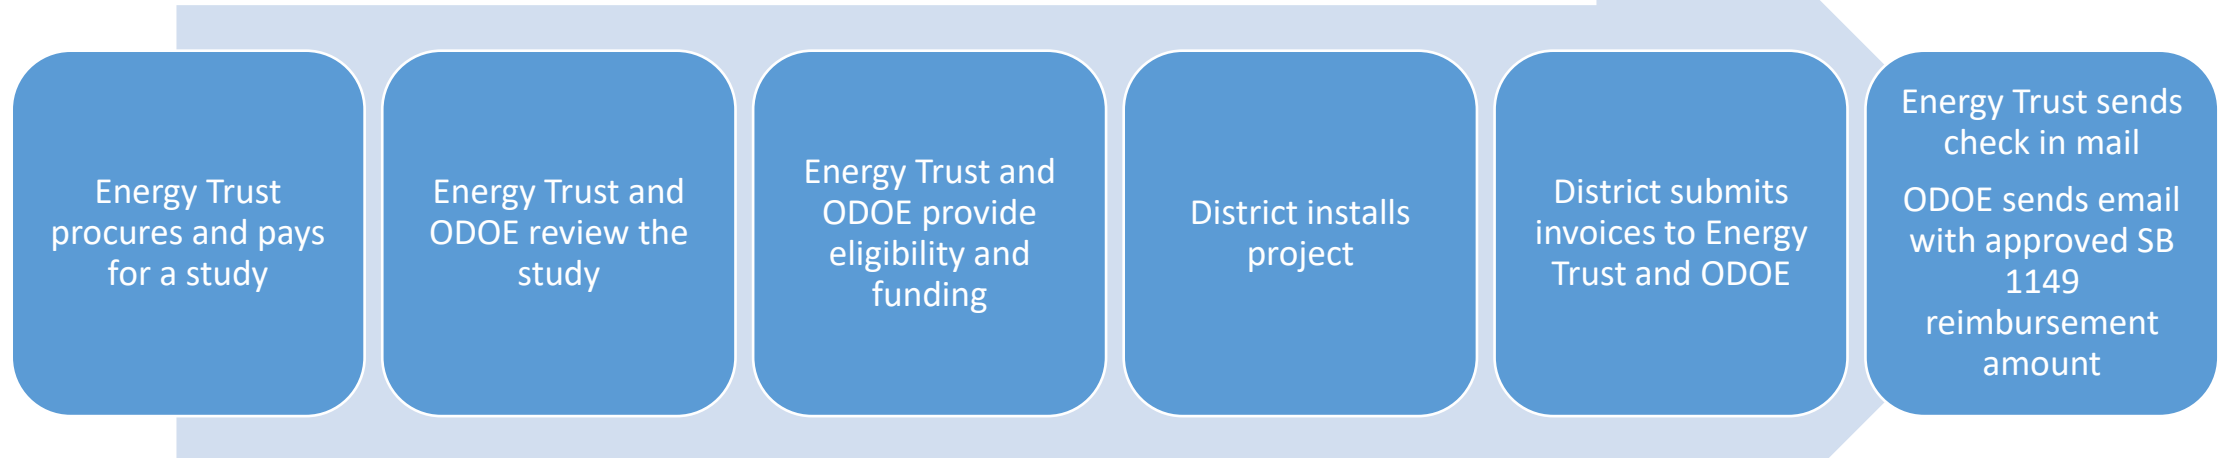 Energy Trust
procures and pays
for a study
Energy Trust and
ODOE review the
study
Energy Trust and
ODOE provide
eligibility and
funding
District installs
project
District submits
invoices to Energy
Trust and ODOE
Energy Trust sends
check in mail
ODOE sends email
with approved SB
1149
reimbursement
amount